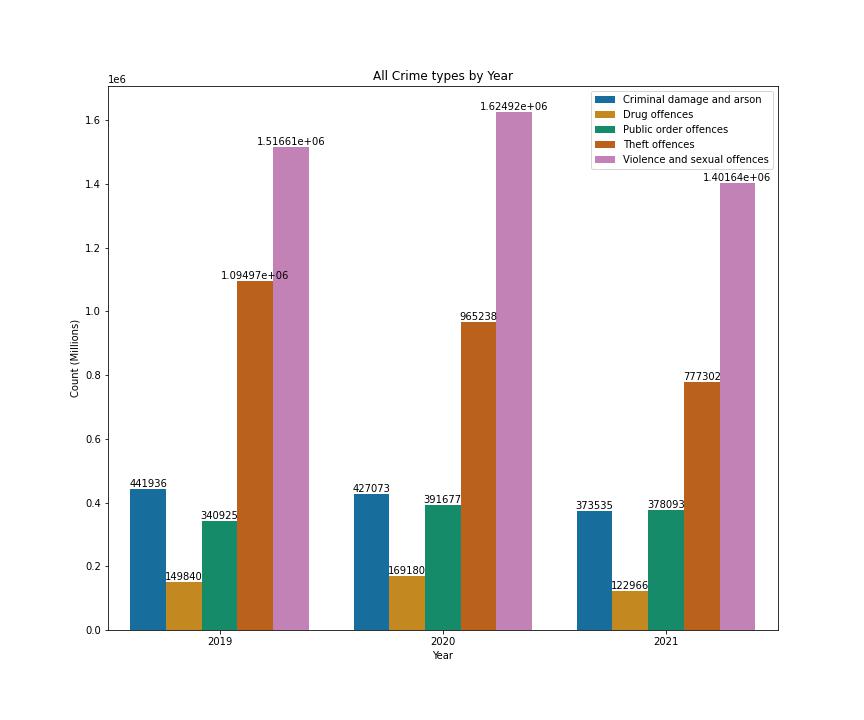 All Crime types by Year
1e6
Criminal damage and arson
Drug offences
Public order offences
Theft offences
Violence and sexual offences
1.6
1.4
1.2
1.0
0.8
0.6
0.4
0.2
0.0
Count (Millions)
441936
149840
340925
1.09497e+06
1.51661e+06
427073
169180
391677
965238
1.62492e+06
373535
122966
378093
777302
1.40164e+06
2019
2020
2021
Year